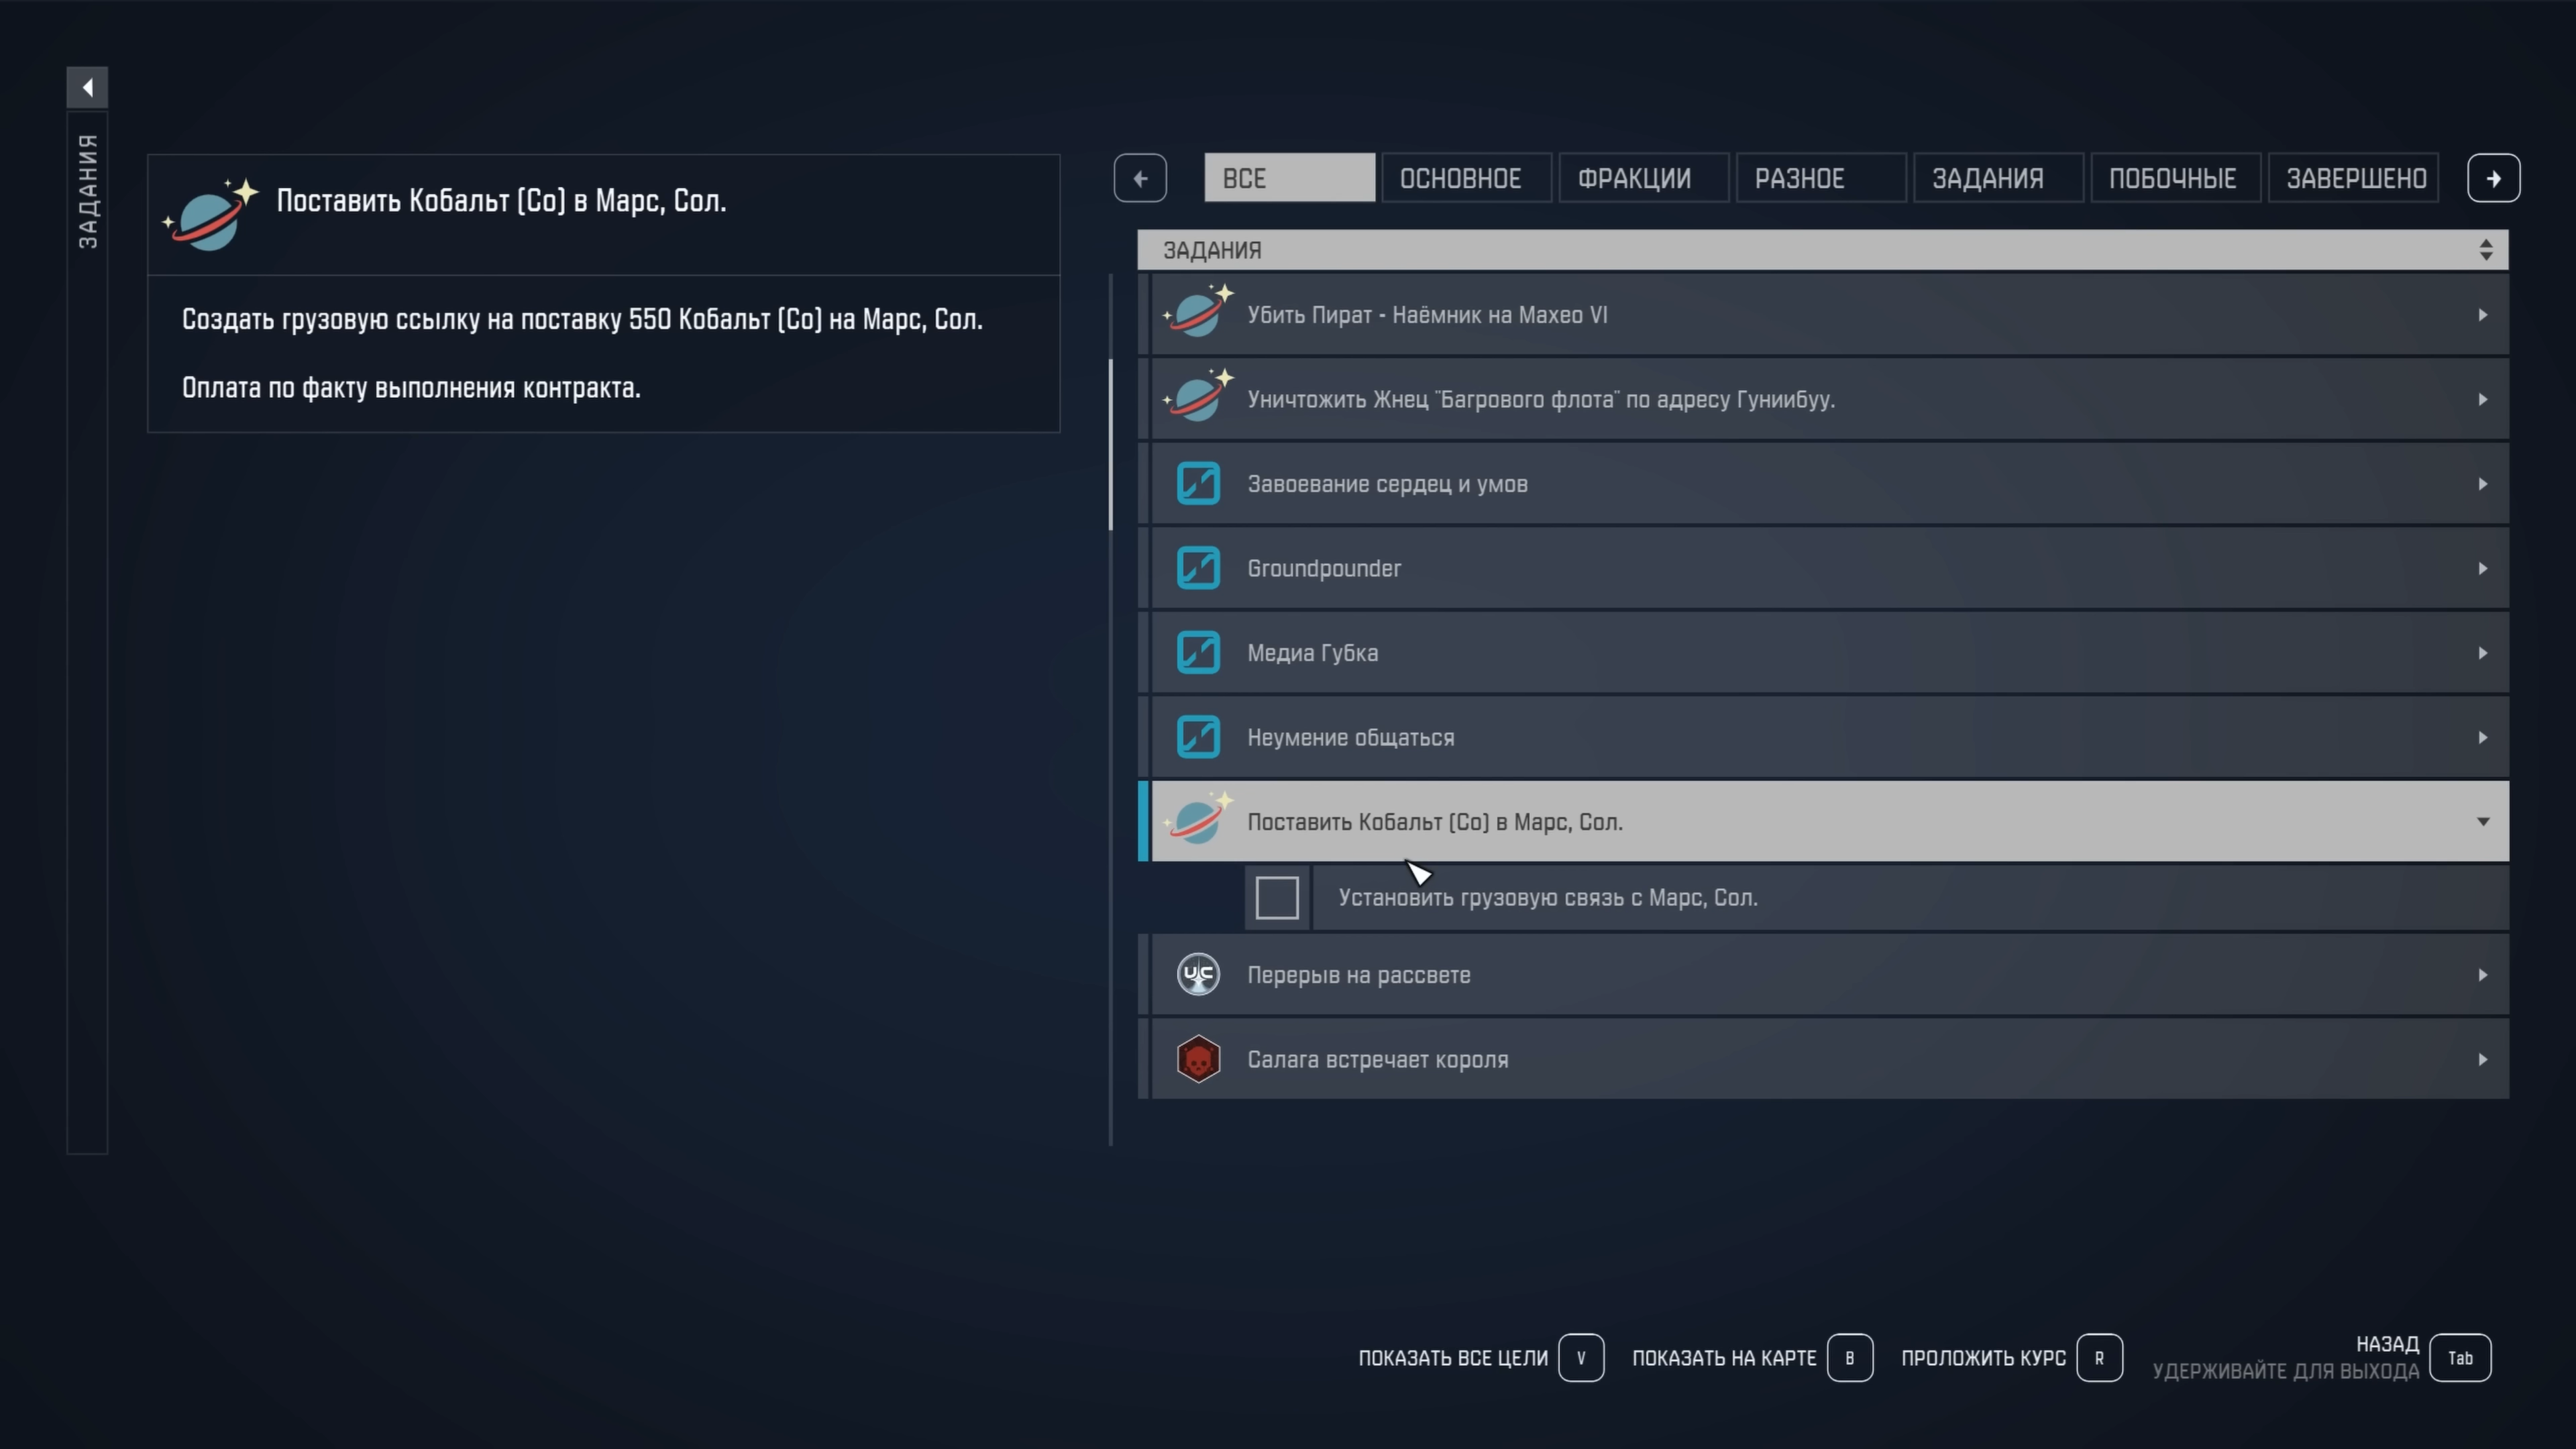 ЗАДАНИЯ
Поставить Кобальт (Co) в Марс, Сол.
Создать грузовую ссылку на поставку 550 Кобальт (Co) на Марс, Сол.
Оплата по факту выполнения контракта.
ВСЕ
ОСНОВНОЕ
ФРАКЦИИ
РАЗНОЕ
ЗАДАНИЯ
ПОБОЧНЫЕ
ЗАВЕРШЕНО
ЗАДАНИЯ
Убить Пират - Наёмник на Махео VI
Уничтожить Жнец "Багрового флота" по адресу Гуниибуу.
Завоевание сердец и умов
Groundpounder
Медиа Губка
Неумение общаться
Поставить Кобальт (Co) в Марс, Сол.
Установить грузовую связь с Марс, Сол.
UC
Перерыв на рассвете
Салага встречает короля
ПОКАЗАТЬ ВСЕ ЦЕЛИ V
ПОКАЗАТЬ НА КАРТЕ B
ПРОЛОЖИТЬ КУРС R
НАЗАД
УДЕРЖИВАЙТЕ ДЛЯ ВЫХОДА
Tab